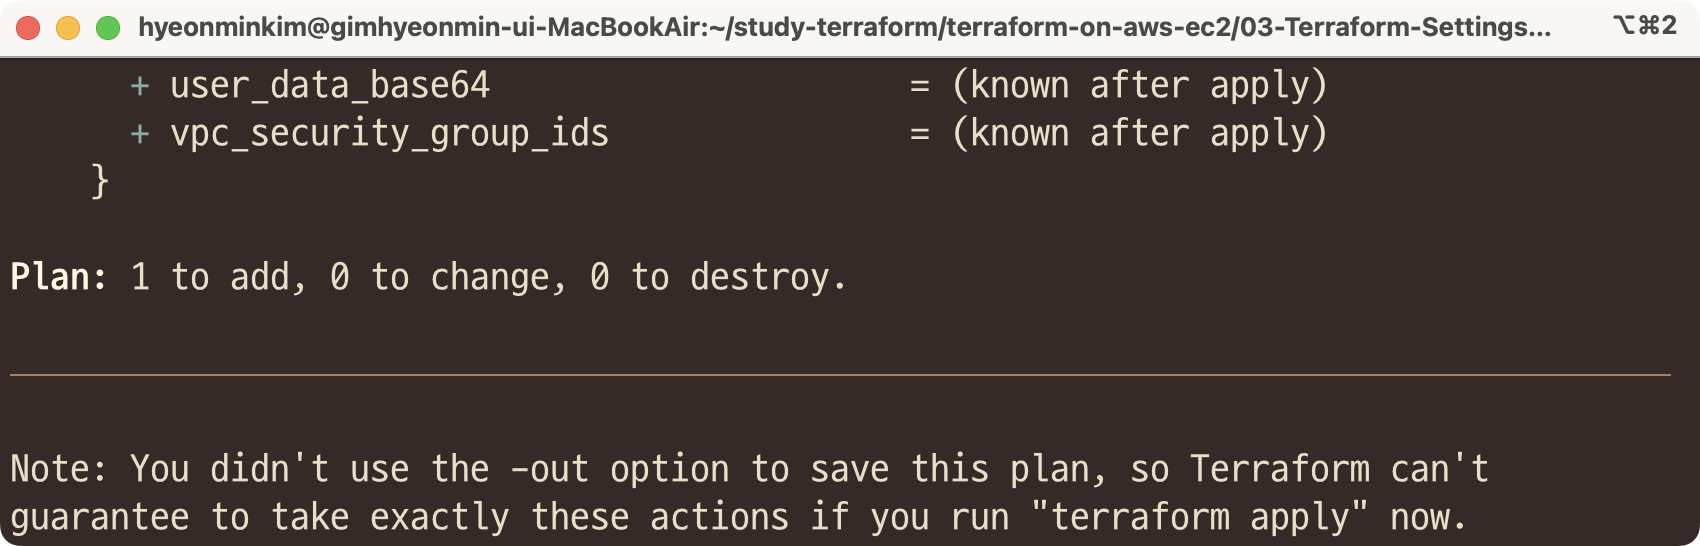 hyeonminkim@gimhyeonmin-ui-MacBookAir:~/study-terraform/terraform-on-aws-ec2/03-Terraform-Settings... ⌥⌘2
+ user_data_base64 = (known after apply)
+ vpc_security_group_ids = (known after apply)
}
Plan: 1 to add, 0 to change, 0 to destroy.
Note: You didn't use the -out option to save this plan, so Terraform can't
guarantee to take exactly these actions if you run "terraform apply" now.